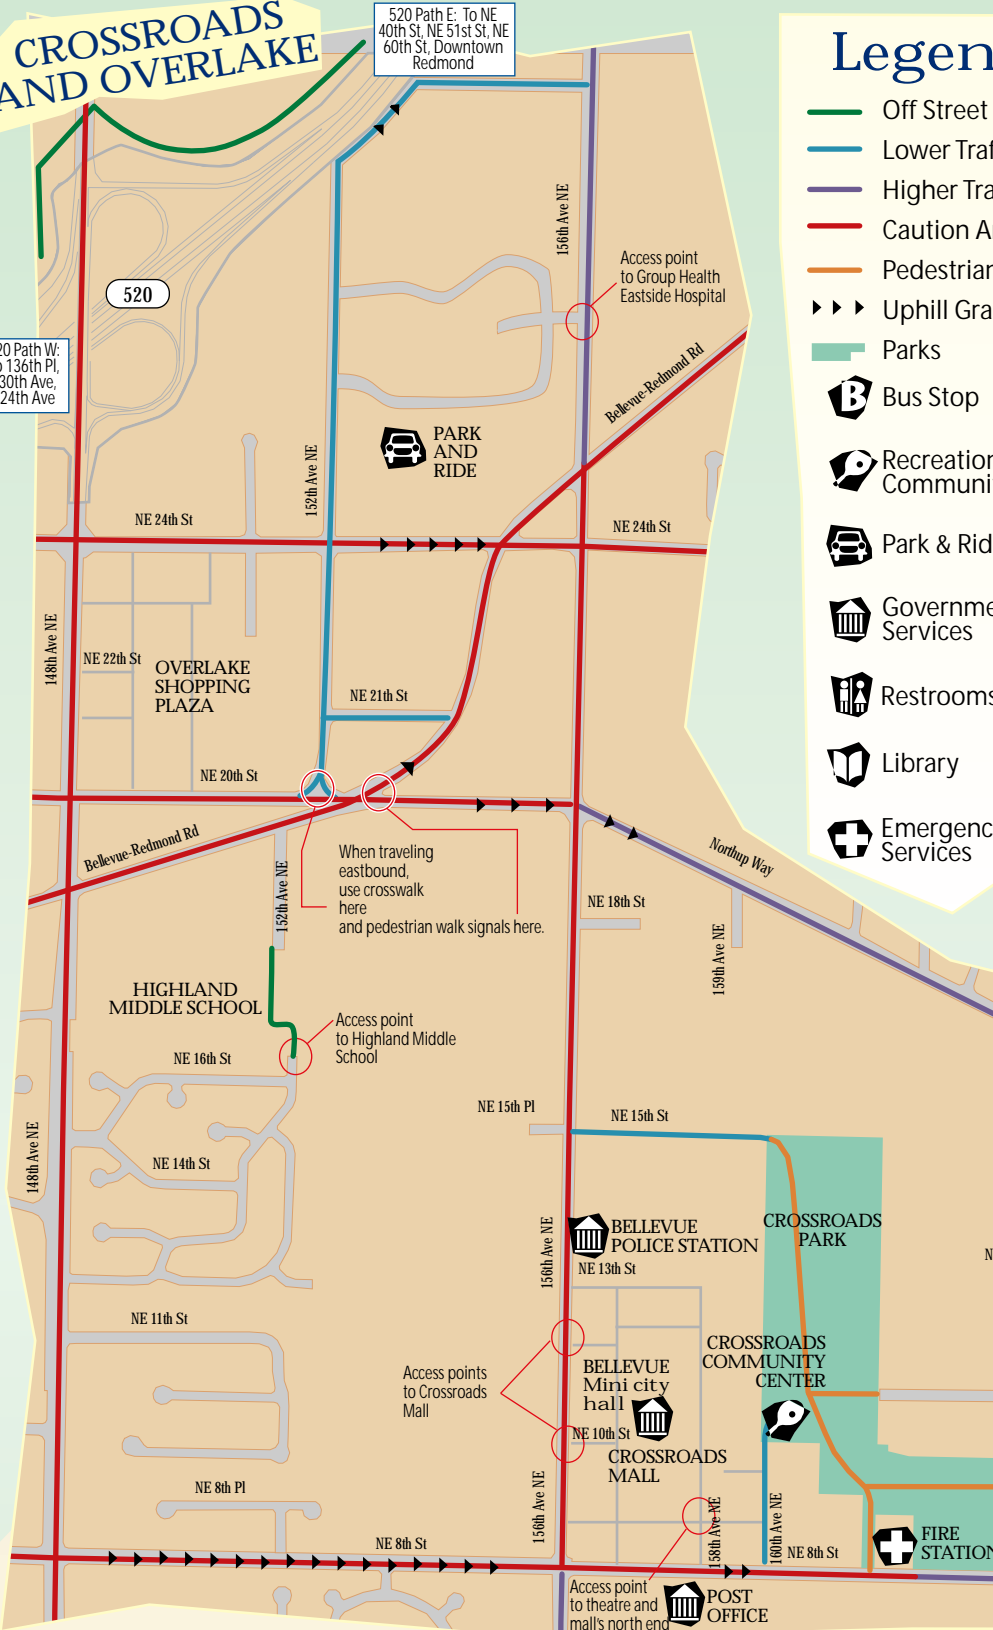 CROSSROADS
AND OVERLAKE
520 Path E: To NE
40th St, NE 51st St, NE
60th St, Downtown
Redmond
Legen
Off Street
Lower Traf
Higher Tra
Caution A
Pedestrian
Uphill Gra
Parks
Bus Stop
B
Recreation
Communi
Park & Rid
Governme
Services
Restrooms
Library
Emergenc
Services
156th Ave NE
Access point
to Group Health
Eastside Hospital
520
20 Path W:
136th Pl,
30th Ave,
24th Ave
Bellevue-Redmond Rd
PARK
AND
RIDE
152th Ave NE
NE 24th St
NE 24th St
148th Ave NE
NE 22th St
OVERLAKE
SHOPPING
PLAZA
NE 21th St
NE 20th St
Bellevue-Redmond Rd
152th Ave NE
When traveling
eastbound,
use crosswalk
here
and pedestrian walk signals here.
Northup Way
NE 18th St
159th Ave NE
HIGHLAND
MIDDLE SCHOOL
Access point
to Highland Middle
School
NE 16th St
NE 15th Pl
NE 15th St
148th Ave NE
NE 14th St
BELLEVUE
POLICE STATION
CROSSROADS
PARK
156th Ave NE
NE 13th St
N
NE 11th St
CROSSROADS
COMMUNITY
CENTER
Access points
to Crossroads
Mall
BELLEVUE
Mini city
hall
NE 10th St
CROSSROADS
MALL
NE 8th Pl
156th Ave NE
158th Ave NE
160th Ave NE
NE 8th St
NE 8th St
FIRE
STATION
Access point
to theatre and
mall's north end
POST
OFFICE